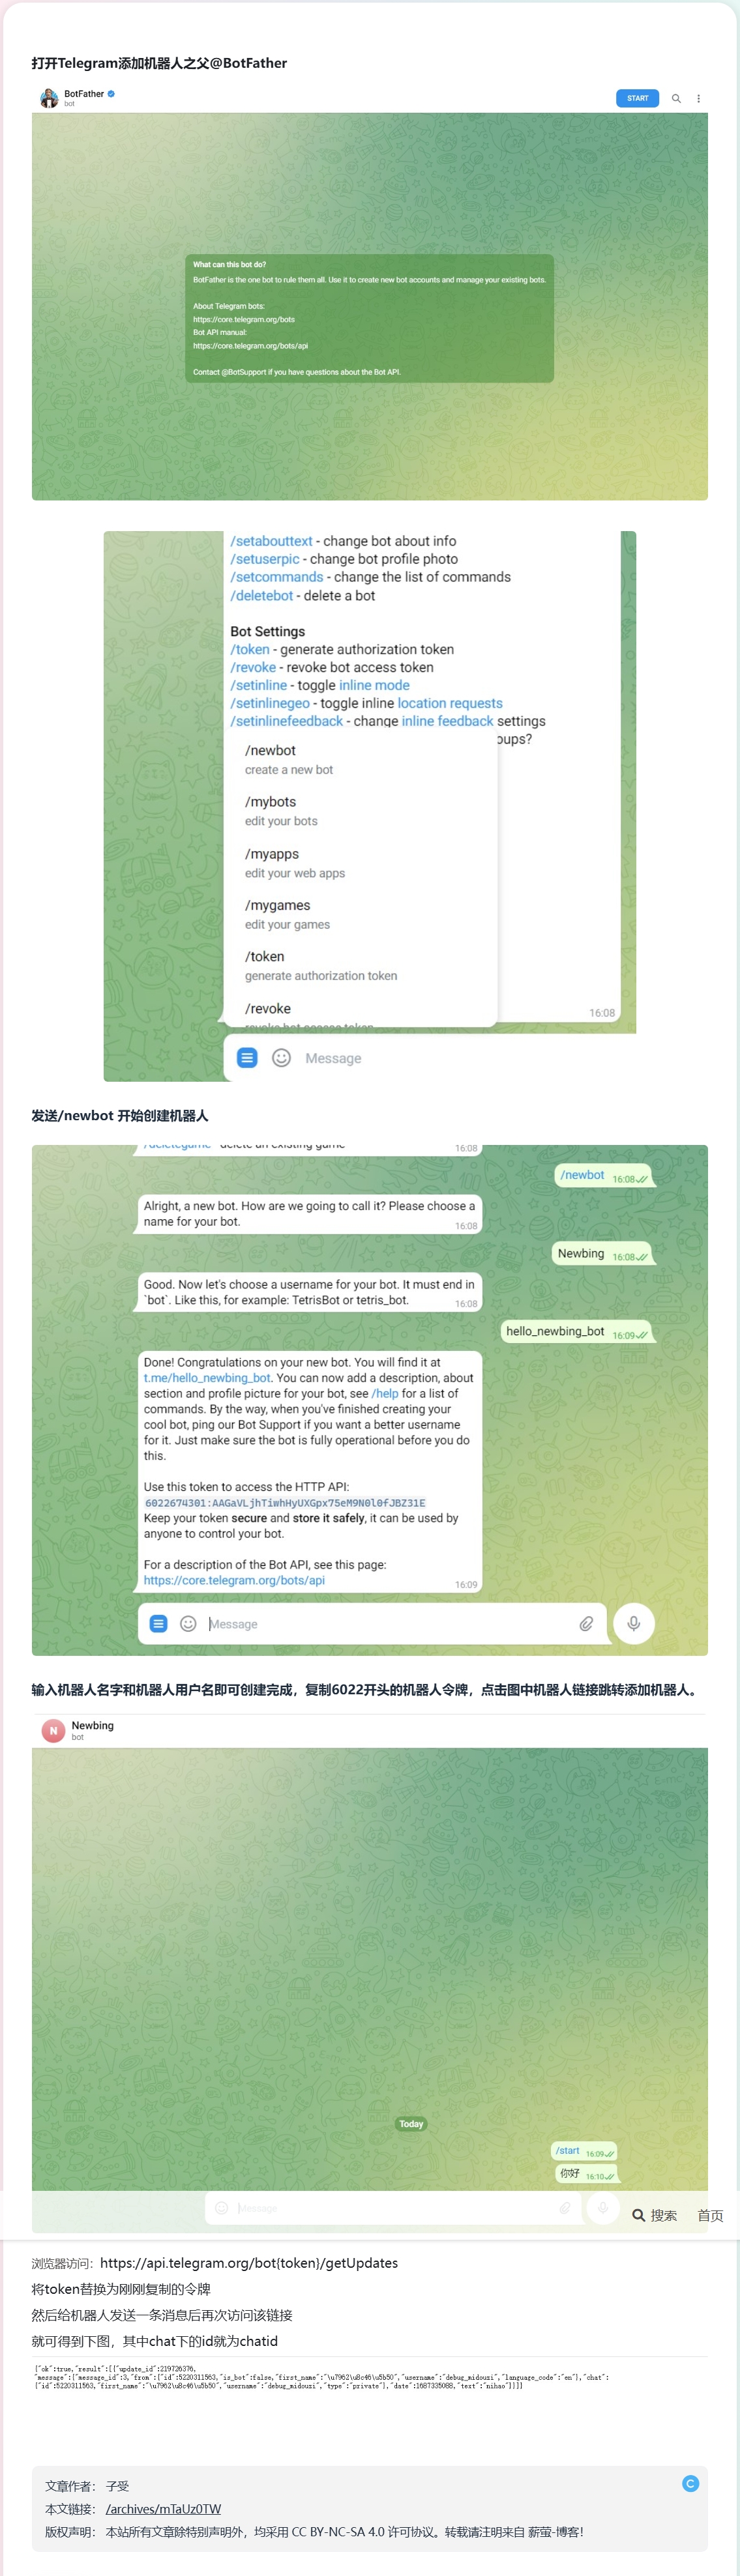 打开Telegram添加机器人之父@BotFather
BotFather
bot
START
What can this bot do?
BotFather is the one bot to rule them all. Use it to create new bot accounts and manage your existing bots.
About Telegram bots:
https://core.telegram.org/bots
Bot API manual:
https://core.telegram.org/bots/api
Contact @BotSupport if you have questions about the Bot API.
/setabouttext - change bot about info
/setuserpic - change bot profile photo
/setcommands - change the list of commands
/deletebot - delete a bot
Bot Settings
/token - generate authorization token
/revoke - revoke bot access token
/setinline - toggle inline mode
/setinlinegeo - toggle inline location requests
/setinlinefeedback - change inline feedback settings
oups?
/newbot
create a new bot
/mybots
edit your bots
/myapps
edit your web apps
/mygames
edit your games
/token
generate authorization token
/revoke
revoke bot access token
16:08
Message
发送/newbot 开始创建机器人
/deletegame - delete an existing game
16:08
/newbot 16:08
Alright, a new bot. How are we going to call it? Please choose a
name for your bot.
16:08
Newbing 16:08
Good. Now let's choose a username for your bot. It must end in
`bot`. Like this, for example: TetrisBot or tetris_bot.
16:08
hello_newbing_bot 16:09
Done! Congratulations on your new bot. You will find it at
t.me/hello_newbing_bot. You can now add a description, about
section and profile picture for your bot, see /help for a list of
commands. By the way, when you've finished creating your
cool bot, ping our Bot Support if you want a better username
for it. Just make sure the bot is fully operational before you do
this.
Use this token to access the HTTP API:
6022674301:AAGaVLjhTiwhHyUXGpx75eM9N0l0fJBZ31E
Keep your token secure and store it safely, it can be used by
anyone to control your bot.
For a description of the Bot API, see this page:
https://core.telegram.org/bots/api
16:09
Message
输入机器人名字和机器人用户名即可创建完成，复制6022开头的机器人令牌，点击图中机器人链接跳转添加机器人。
N
Newbing
bot
Today
/start 16:09
你好 16:10
Message
搜索 首页
浏览器访问：https://api.telegram.org/bot{token}/getUpdates
将token替换为刚刚复制的令牌
然后给机器人发送一条消息后再次访问该链接
就可得到下图，其中chat下的id就为chatid
{"ok":true,"result":[{"update_id":219726376,
"message":{"message_id":3,"from":{"id":5220311563,"is_bot":false,"first_name":"\u7962\u8c46\u5b50","username":"debug_midouzi","language_code":"en"},"chat":
{"id":5220311563,"first_name":"\u7962\u8c46\u5b50","username":"debug_midouzi","type":"private"},"date":1687335088,"text":"nihao"}}]}
文章作者： 子受
本文链接： /archives/mTaUz0TW
版权声明： 本站所有文章除特别声明外，均采用 CC BY-NC-SA 4.0 许可协议。转载请注明来自 薪萤-博客！